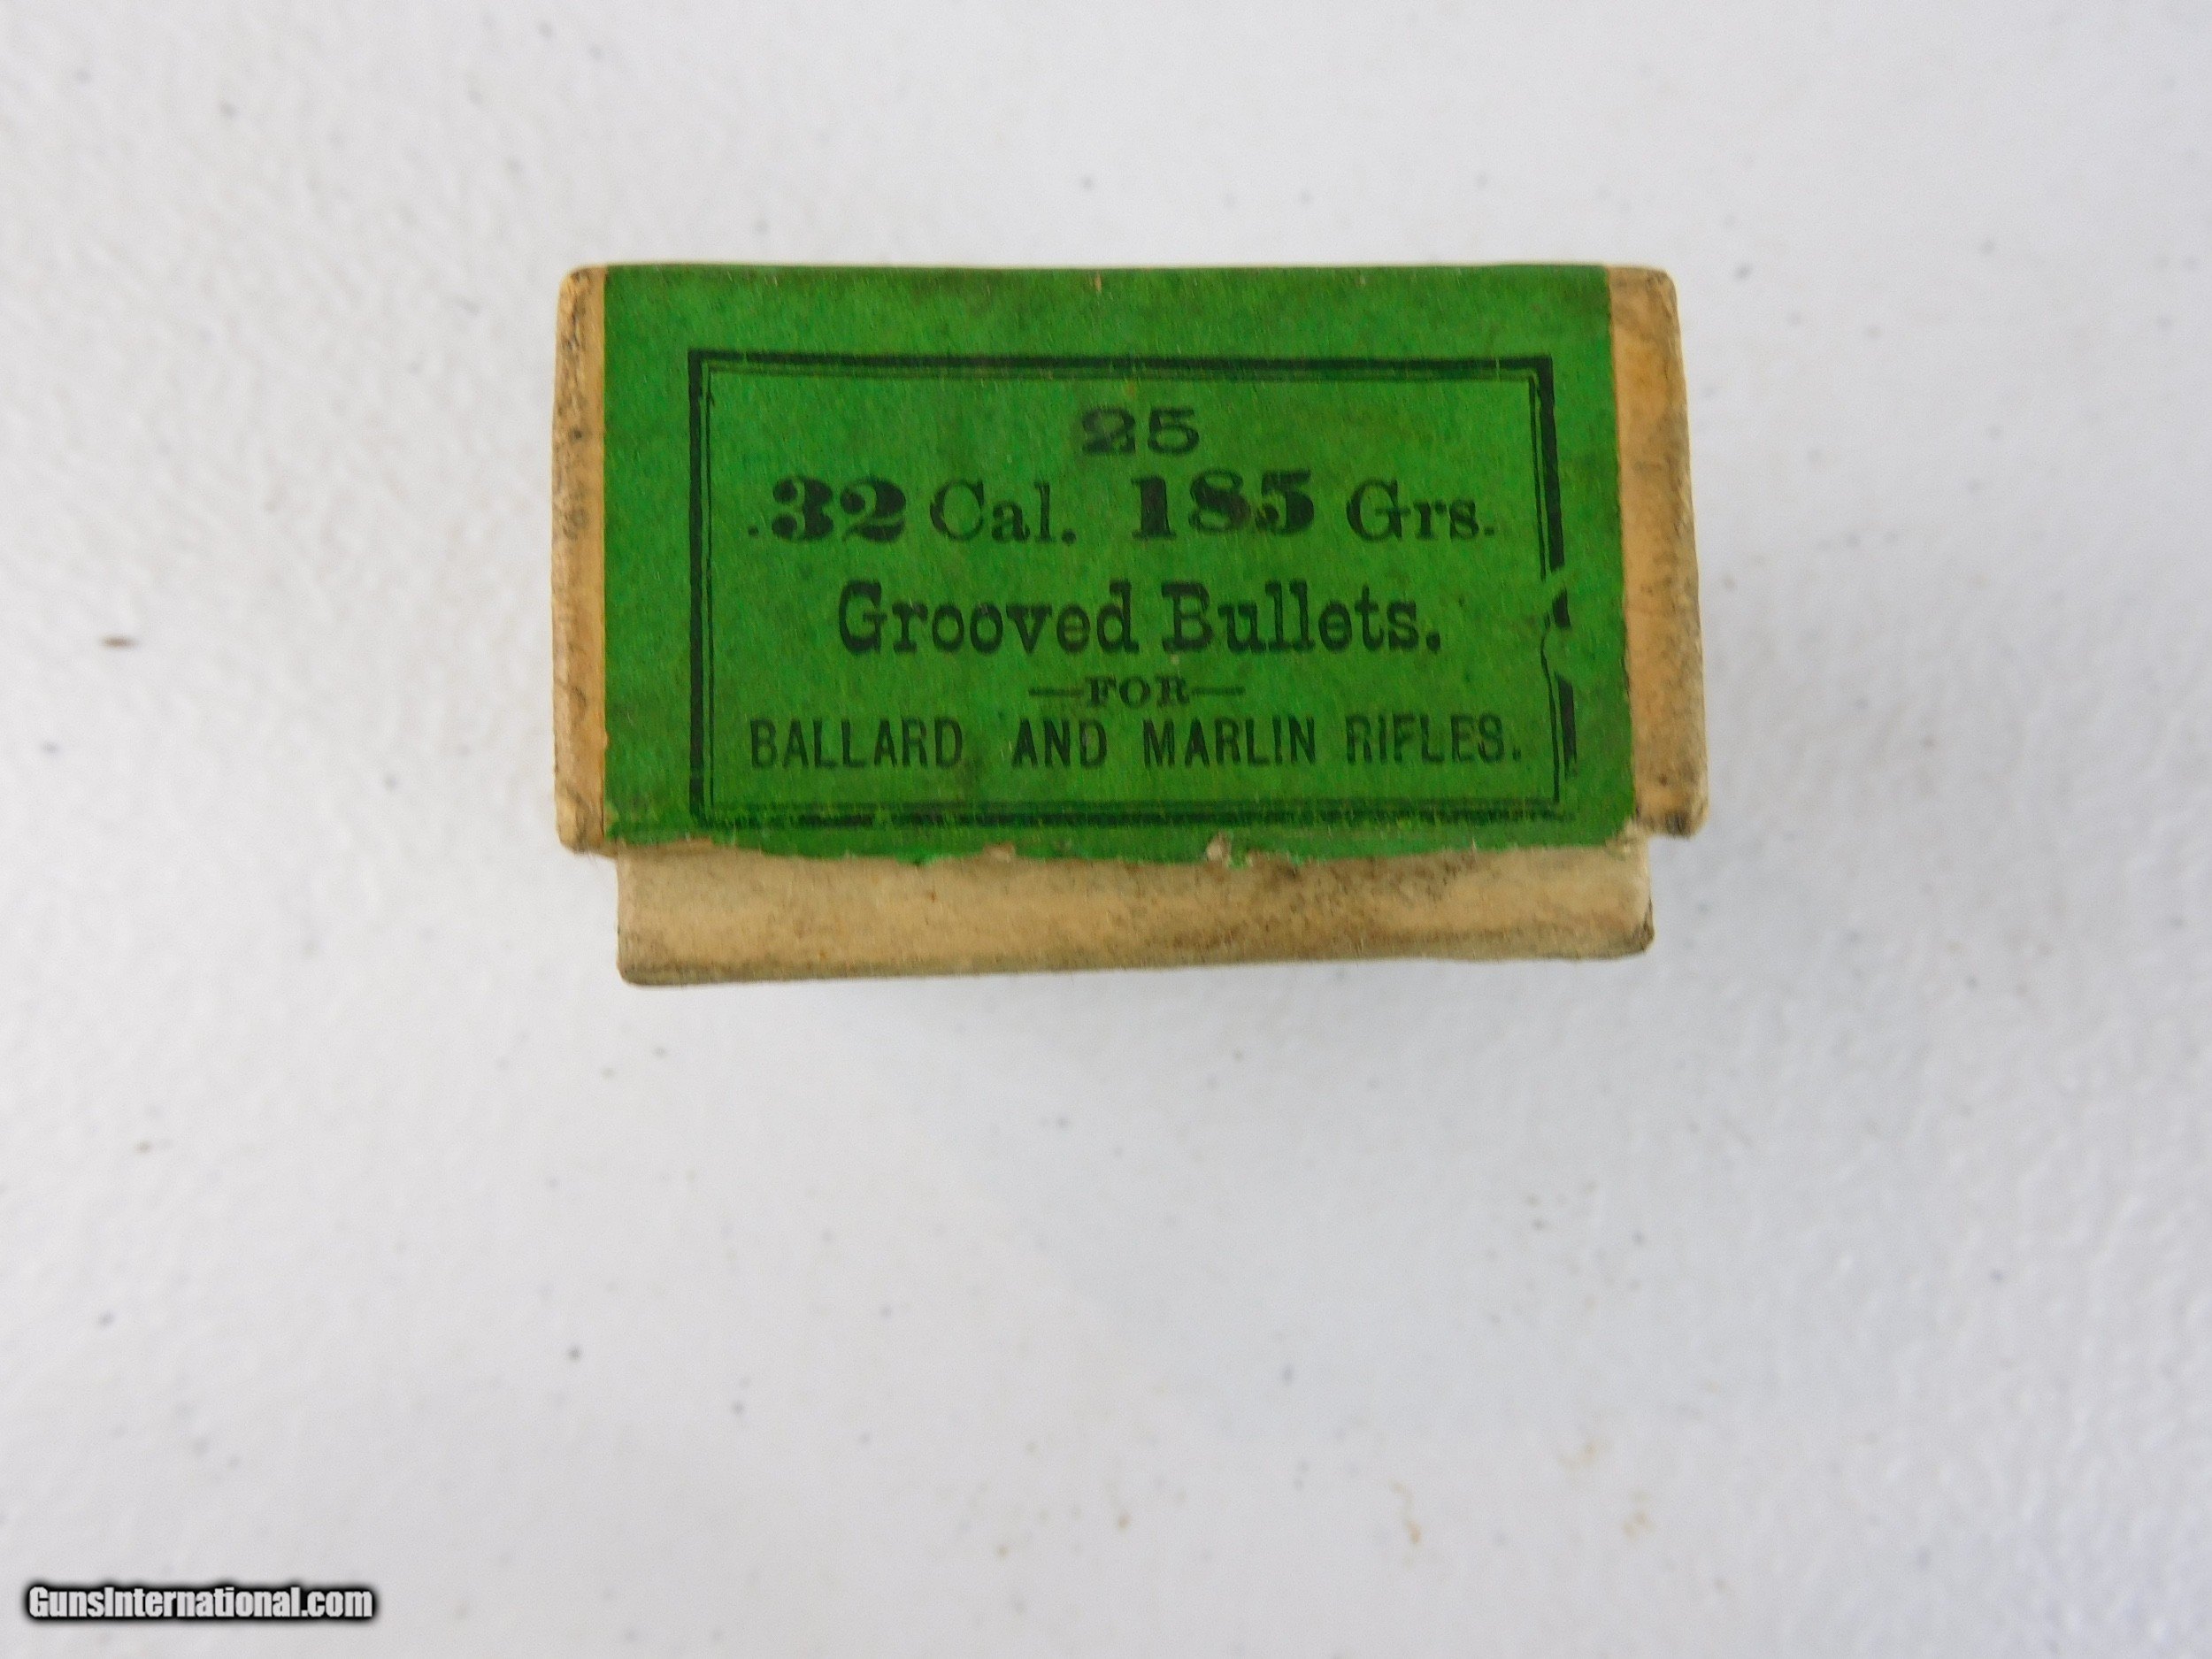 25
.32 Cal. 185 Grs.
Grooved Bullets.
—FOR—
BALLARD AND MARLIN RIFLES.
GunsInternational.com